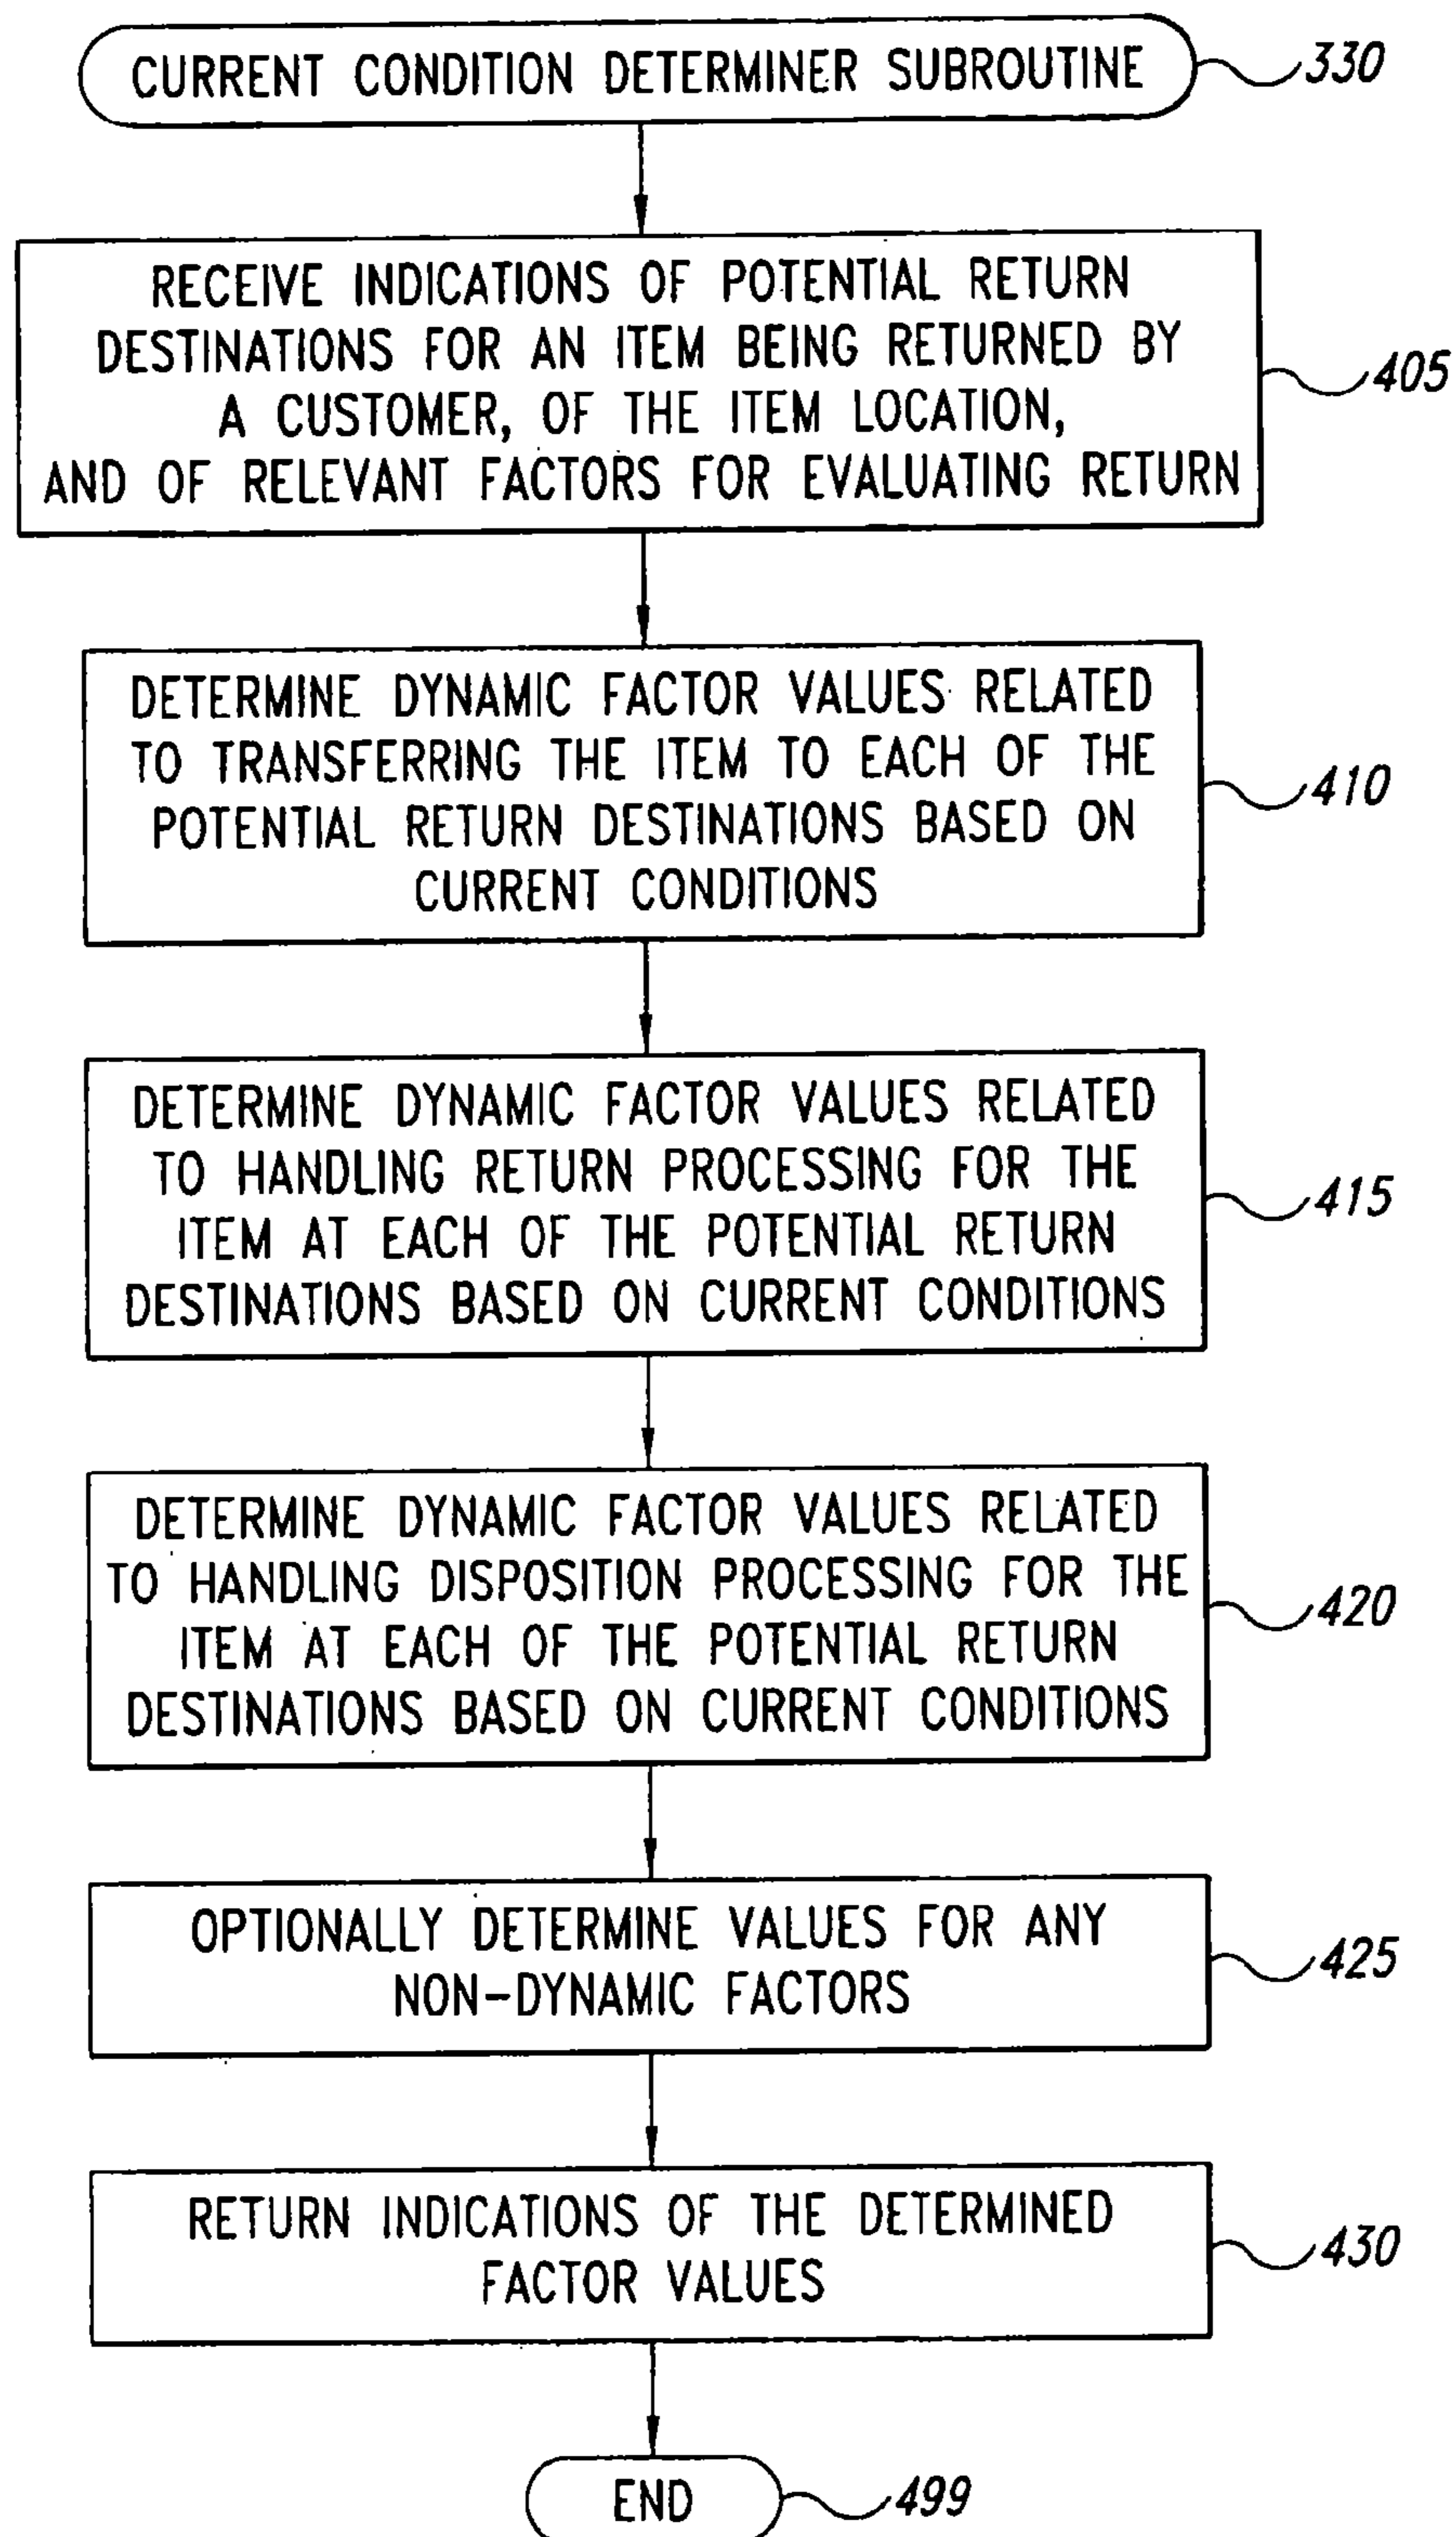 CURRENT CONDITION DETERMINER SUBROUTINE
330
RECEIVE INDICATIONS OF POTENTIAL RETURN
DESTINATIONS FOR AN ITEM BEING RETURNED BY
A CUSTOMER, OF THE ITEM LOCATION,
AND OF RELEVANT FACTORS FOR EVALUATING RETURN
405
DETERMINE DYNAMIC FACTOR VALUES RELATED
TO TRANSFERRING THE ITEM TO EACH OF THE
POTENTIAL RETURN DESTINATIONS BASED ON
CURRENT CONDITIONS
410
DETERMINE DYNAMIC FACTOR VALUES RELATED
TO HANDLING RETURN PROCESSING FOR THE
ITEM AT EACH OF THE POTENTIAL RETURN
DESTINATIONS BASED ON CURRENT CONDITIONS
415
DETERMINE DYNAMIC FACTOR VALUES RELATED
TO HANDLING DISPOSITION PROCESSING FOR THE
ITEM AT EACH OF THE POTENTIAL RETURN
DESTINATIONS BASED ON CURRENT CONDITIONS
420
OPTIONALLY DETERMINE VALUES FOR ANY
NON-DYNAMIC FACTORS
425
RETURN INDICATIONS OF THE DETERMINED
FACTOR VALUES
430
END
499